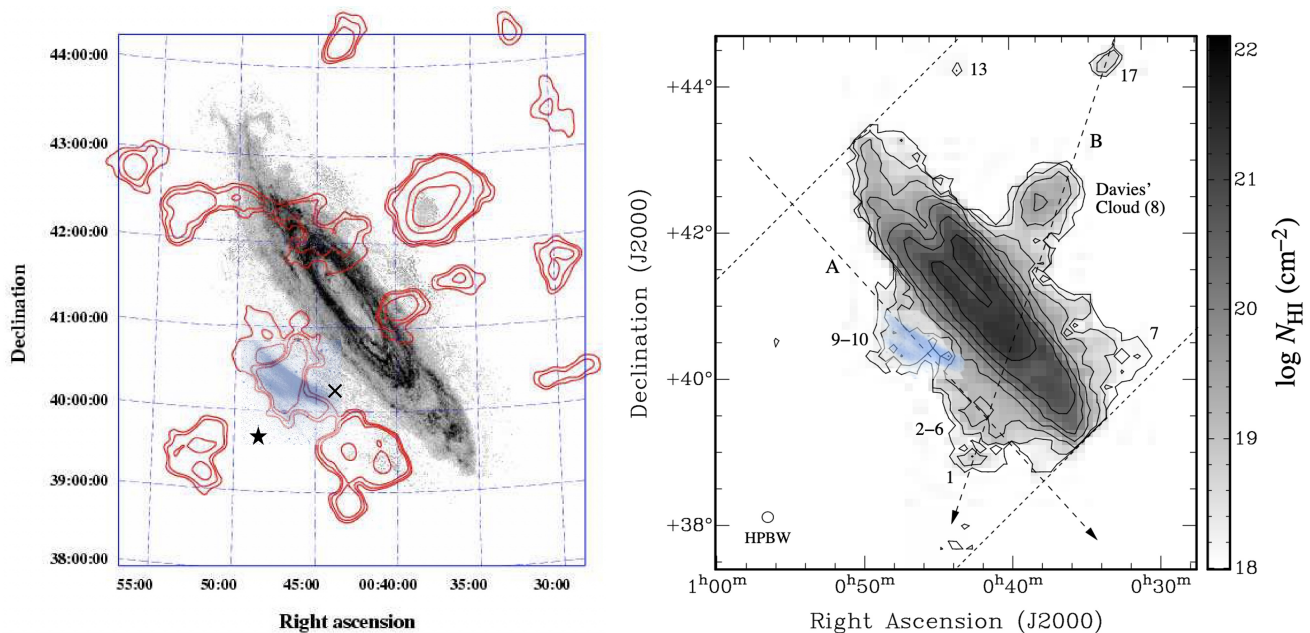 44:00:00
43:00:00
42:00:00
41:00:00
40:00:00
39:00:00
38:00:00
Declination
55:00 50:00 45:00 00:40:00 35:00 30:00
Right ascension
+44°
+42°
+40°
+38°
Declination (J2000)
13
17
B
Davies'
Cloud (8)
A
9−10
7
2−6
1
HPBW
1ʰ00ᵐ 0ʰ50ᵐ 0ʰ40ᵐ 0ʰ30ᵐ
Right Ascension (J2000)
22
21
20
19
18
log N_HI (cm⁻²)